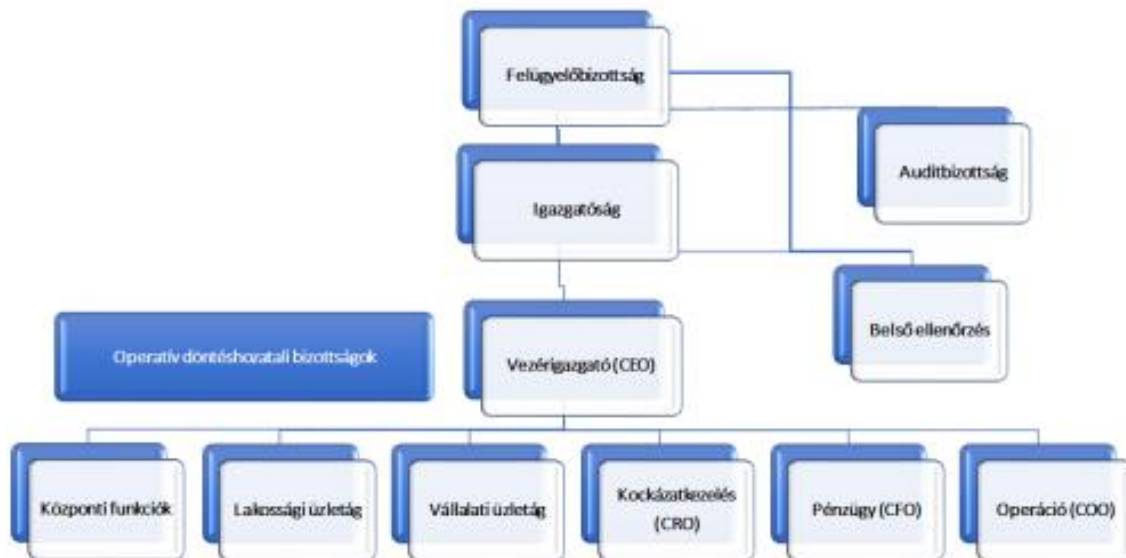 Felügyelőbizottság
Auditbizottság
Igazgatóság
Belső ellenőrzés
Operatív döntéshozatali bizottságok
Vezérigazgató (CEO)
Központi funkciók
Lakossági üzletág
Vállalati üzletág
Kockázatkezelés
(CRO)
Pénzügy (CFO)
Operáció (COO)